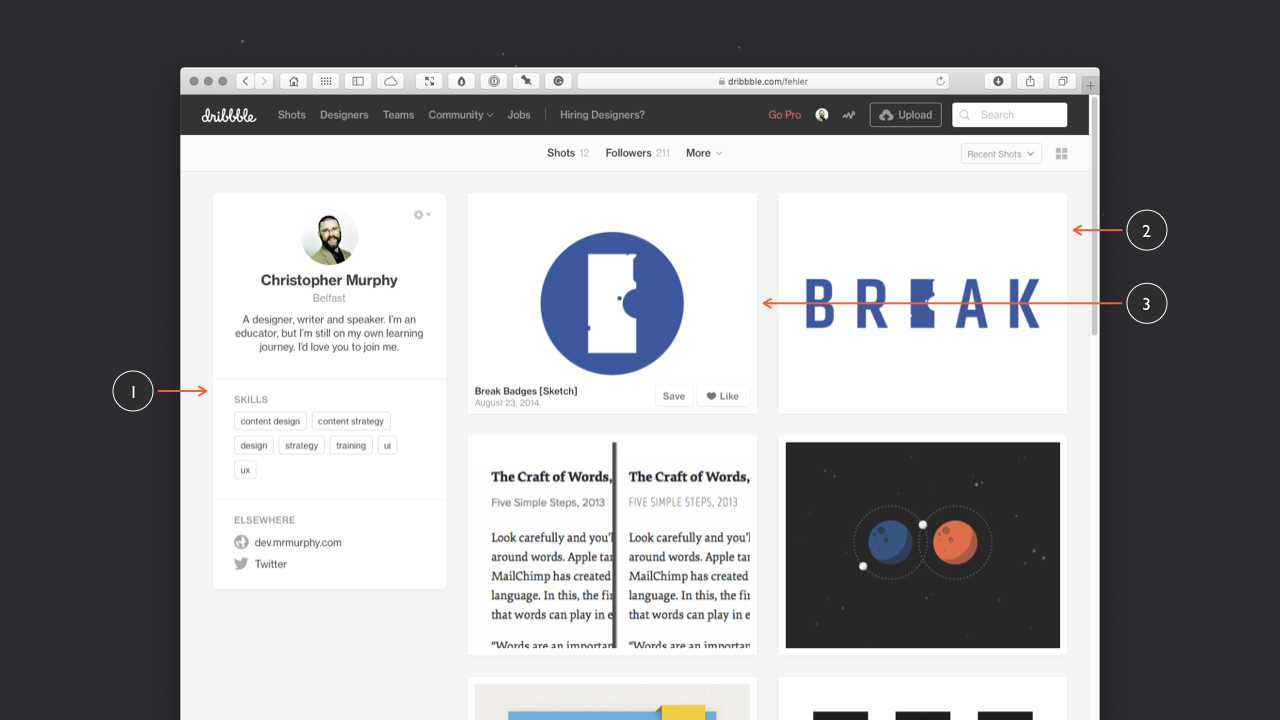 dribbble.com/fehler
dribbble Shots Designers Teams Community Jobs Hiring Designers? Go Pro Upload Search
Shots 12 Followers 211 More Recent Shots
Christopher Murphy
Belfast
A designer, writer and speaker. I'm an
educator, but I'm still on my own learning
journey. I'd love you to join me.
1
SKILLS
content design content strategy
design strategy training ui
ux
ELSEWHERE
dev.mrmurphy.com
Twitter
Break Badges [Sketch]
August 23, 2014
Save Like
BREAK
2
3
The Craft of Words,
Five Simple Steps, 2013
Look carefully and you'l
around words. Apple tar
MailChimp has created
language. In this, the fir
that words can play in e
“Words are an importan
The Craft of Words,
FIVE SIMPLE STEPS, 2013
Look carefully and you'l
around words. Apple tar
MailChimp has created
language. In this, the fir
that words can play in e
“Words are an importan